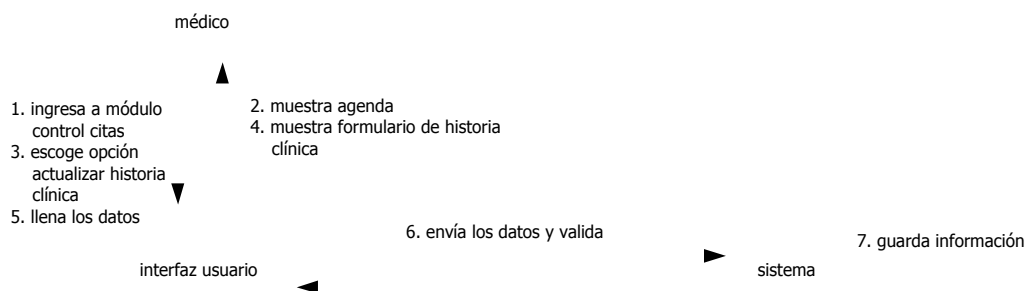 médico
1. ingresa a módulo
control citas
3. escoge opción
actualizar historia
clínica
5. llena los datos
2. muestra agenda
4. muestra formulario de historia
clínica
6. envía los datos y valida
7. guarda información
interfaz usuario
sistema